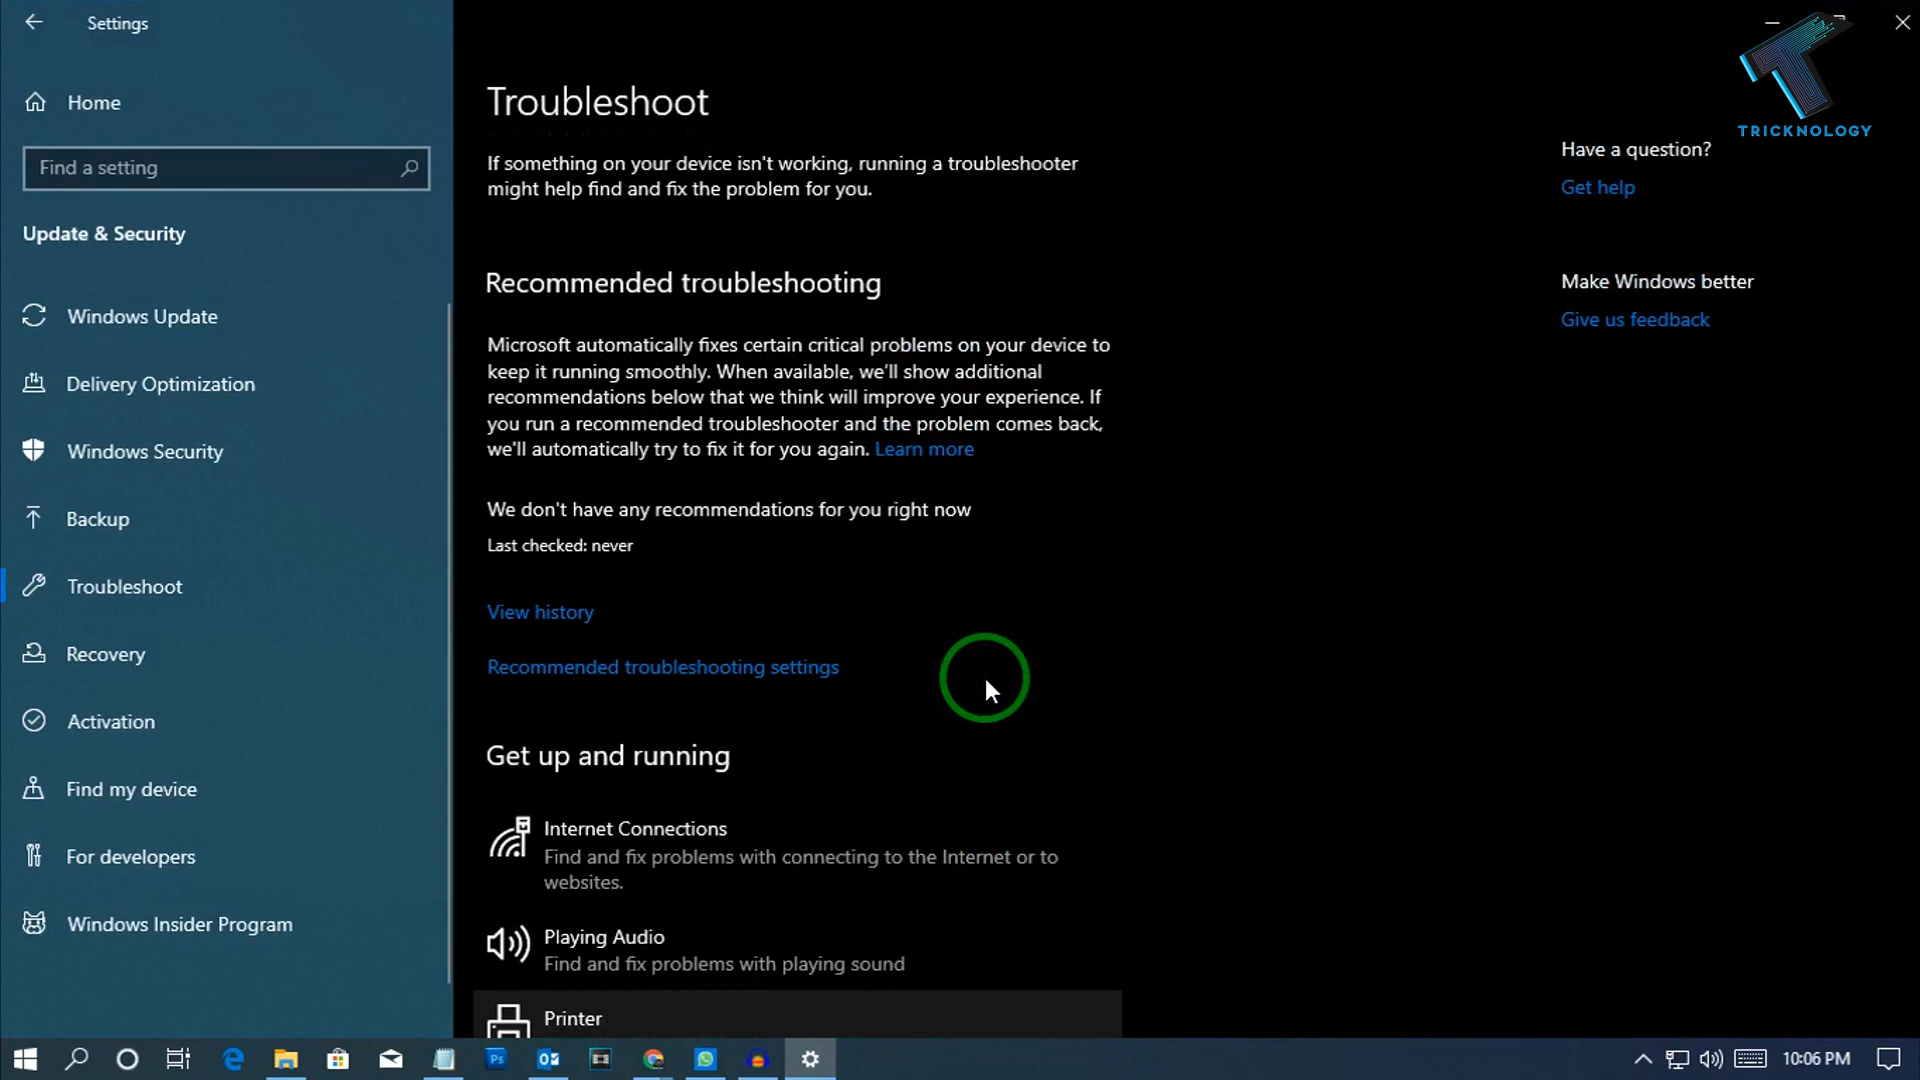 Settings
Home
Find a setting
Update & Security
Windows Update
Delivery Optimization
Windows Security
Backup
Troubleshoot
Recovery
Activation
Find my device
For developers
Windows Insider Program
Troubleshoot
If something on your device isn't working, running a troubleshooter
might help find and fix the problem for you.
Recommended troubleshooting
Microsoft automatically fixes certain critical problems on your device to
keep it running smoothly. When available, we'll show additional
recommendations below that we think will improve your experience. If
you run a recommended troubleshooter and the problem comes back,
we'll automatically try to fix it for you again. Learn more
We don't have any recommendations for you right now
Last checked: never
View history
Recommended troubleshooting settings
Get up and running
Internet Connections
Find and fix problems with connecting to the Internet or to
websites.
Playing Audio
Find and fix problems with playing sound
Printer
TRICKNOLOGY
Have a question?
Get help
Make Windows better
Give us feedback
Ps
10:06 PM